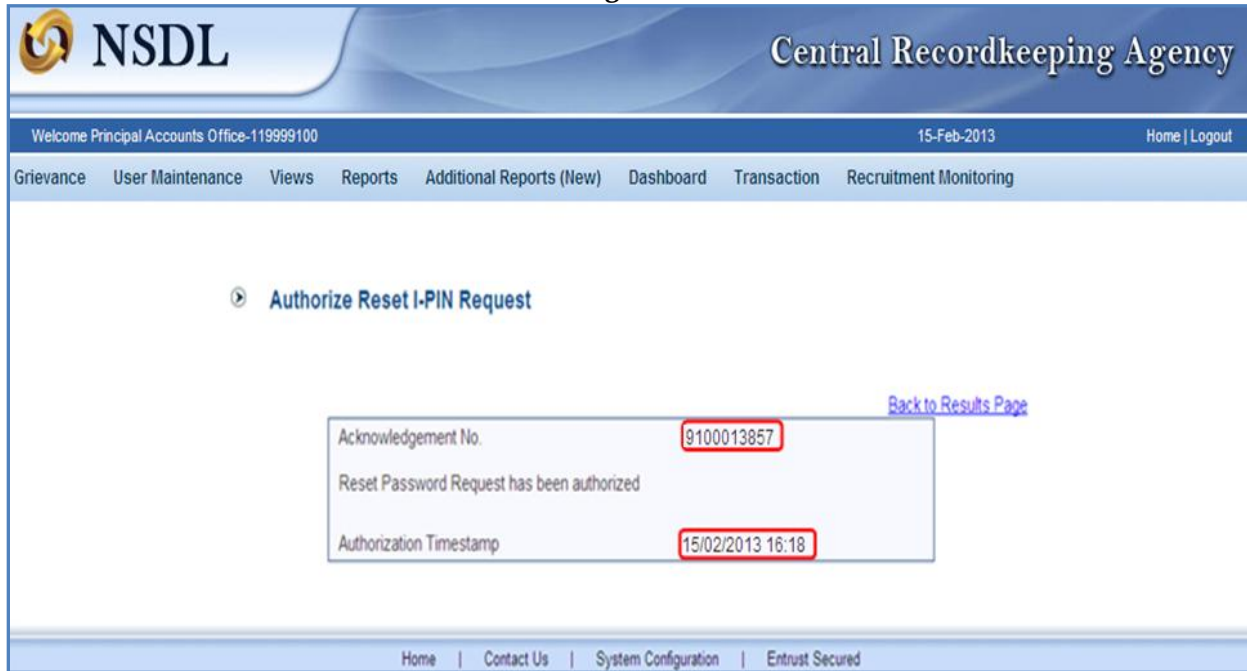 NSDL
Central Recordkeeping Agency
Welcome Principal Accounts Office-119999100 15-Feb-2013 Home | Logout
Grievance User Maintenance Views Reports Additional Reports (New) Dashboard Transaction Recruitment Monitoring
Authorize Reset I-PIN Request
Back to Results Page
Acknowledgement No. 9100013857
Reset Password Request has been authorized
Authorization Timestamp 15/02/2013 16:18
Home | Contact Us | System Configuration | Entrust Secured